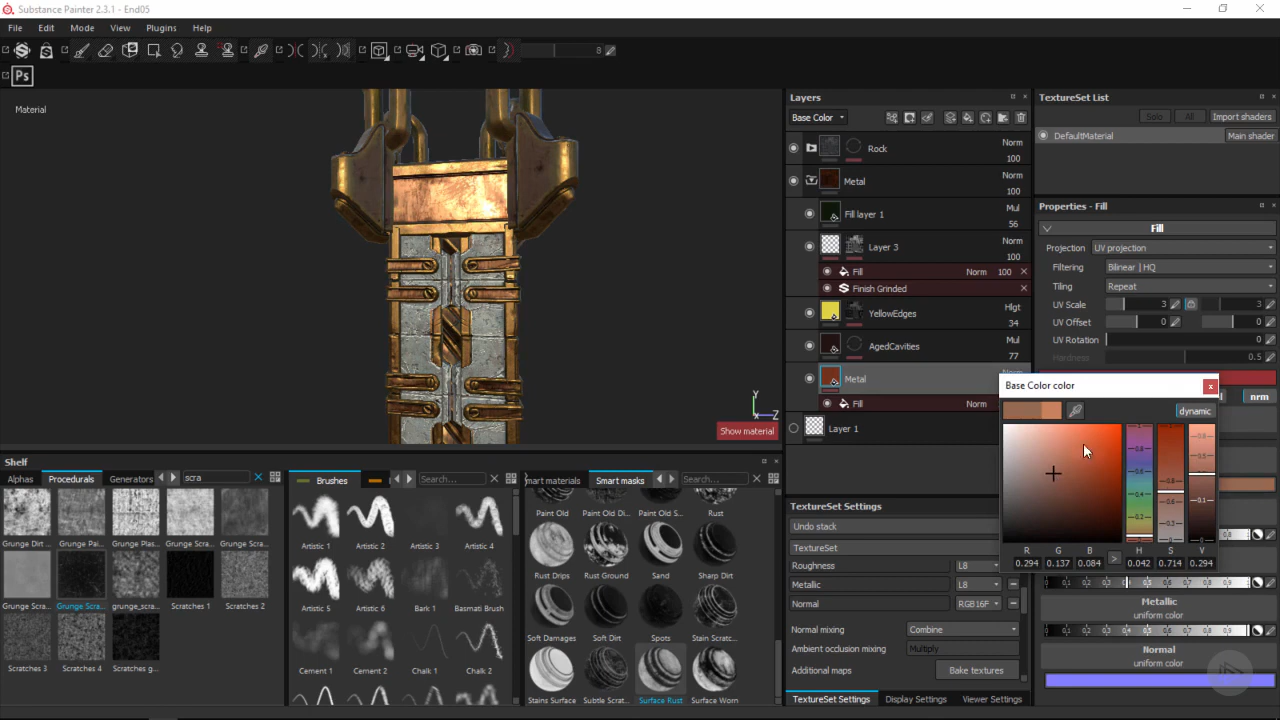 Substance Painter 2.3.1 - End05
File Edit Mode View Plugins Help
8
Ps
Material
Y
Z
Show material
Layers
Base Color
Rock Norm 100
Metal Norm 100
Fill layer 1 Mul 56
Layer 3 Norm 100
Fill Norm 100
Finish Grinded
YellowEdges Hlgt 34
AgedCavities Mul 77
Metal
Fill Norm
Layer 1
TextureSet List
Solo All Import shaders
DefaultMaterial Main shader
Properties - Fill
Fill
Projection UV projection
Filtering Bilinear | HQ
Tiling Repeat
UV Scale 3 3
UV Offset 0 0
UV Rotation 0
Hardness 0.5
nrm
Base Color color
dynamic
R G B H S V
0.294 0.137 0.084 > 0.042 0.714 0.294
Metallic
uniform color
Normal
uniform color
TextureSet Settings
Undo stack
TextureSet
Roughness L8
Metallic L8
Normal RGB16F
Normal mixing Combine
Ambient occlusion mixing Multiply
Additional maps Bake textures
TextureSet Settings Display Settings Viewer Settings
Shelf
Alphas Procedurals Generators scra
Grunge Dirt ... Grunge Pai... Grunge Plas... Grunge Scra... Grunge Scra...
Grunge Scra... Grunge Scra... grunge_scra... Scratches 1 Scratches 2
Scratches 3 Scratches 4 Scratches g...
Brushes Search...
Artistic 1 Artistic 2 Artistic 3 Artistic 4
Artistic 5 Artistic 6 Bark 1 Basmati Brush
Cement 1 Cement 2 Chalk 1 Chalk 2
mart materials Smart masks Search...
Paint Old Paint Old Di... Paint Old S... Rust
Rust Drips Rust Ground Sand Sharp Dirt
Soft Damages Soft Dirt Spots Stain Scratc...
Stains Surface Subtle Scrat... Surface Rust Surface Worn